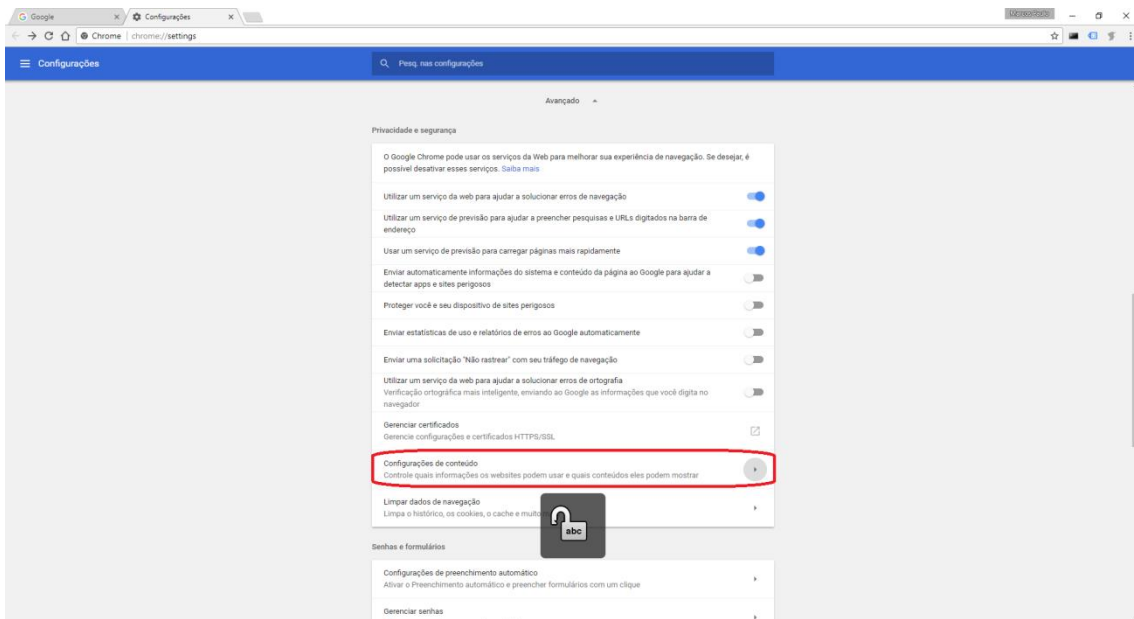 Google
Configurações
Chrome | chrome://settings
Configurações
Pesq. nas configurações
Avançado
Privacidade e segurança
O Google Chrome pode usar os serviços da Web para melhorar sua experiência de navegação. Se desejar, é
possível desativar esses serviços. Saiba mais
Utilizar um serviço da web para ajudar a solucionar erros de navegação
Utilizar um serviço de previsão para ajudar a preencher pesquisas e URLs digitados na barra de
endereço
Usar um serviço de previsão para carregar páginas mais rapidamente
Enviar automaticamente informações do sistema e conteúdo da página ao Google para ajudar a
detectar apps e sites perigosos
Proteger você e seu dispositivo de sites perigosos
Enviar estatísticas de uso e relatórios de erros ao Google automaticamente
Enviar uma solicitação "Não rastrear" com seu tráfego de navegação
Utilizar um serviço da web para ajudar a solucionar erros de ortografia
Verificação ortográfica mais inteligente, enviando ao Google as informações que você digita no
navegador
Gerenciar certificados
Gerencie configurações e certificados HTTPS/SSL
Configurações de conteúdo
Controle quais informações os websites podem usar e quais conteúdos eles podem mostrar
Limpar dados de navegação
Limpa o histórico, os cookies, o cache e muito
abc
Senhas e formulários
Configurações de preenchimento automático
Ativar o Preenchimento automático e preencher formulários com um clique
Gerenciar senhas